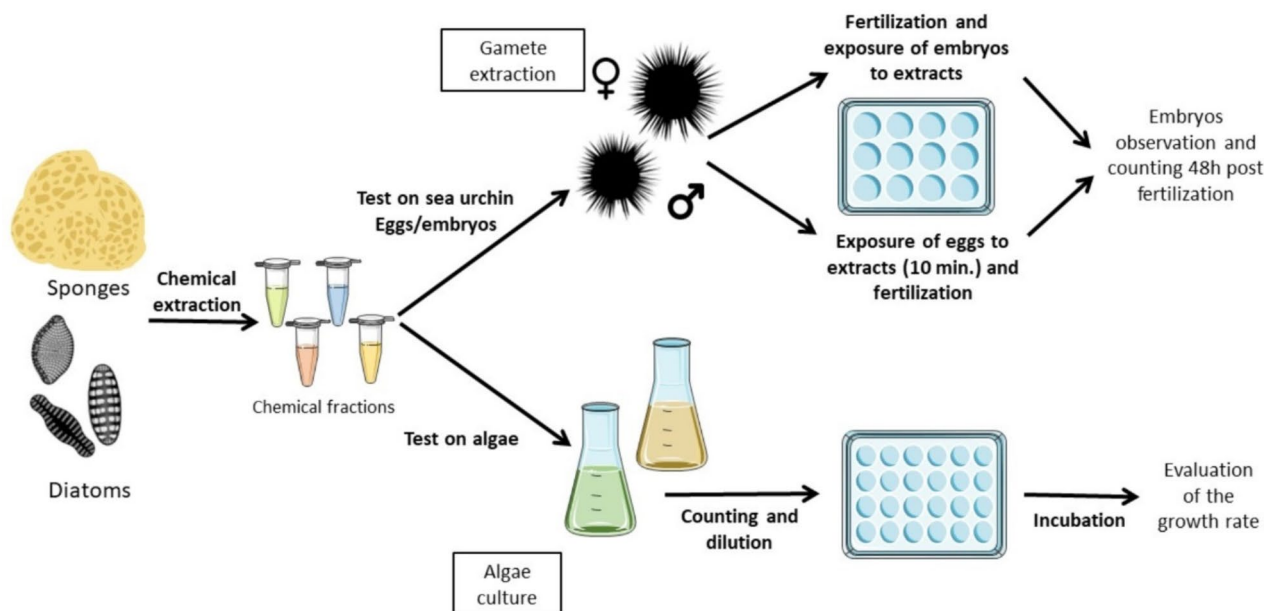 Sponges
Diatoms
Chemical
extraction
Chemical fractions
Test on sea urchin
Eggs/embryos
Test on algae
Gamete
extraction
Fertilization and
exposure of embryos
to extracts
Exposure of eggs to
extracts (10 min.) and
fertilization
Embryos
observation and
counting 48h post
fertilization
Algae
culture
Counting and
dilution
Incubation
Evaluation
of the
growth rate